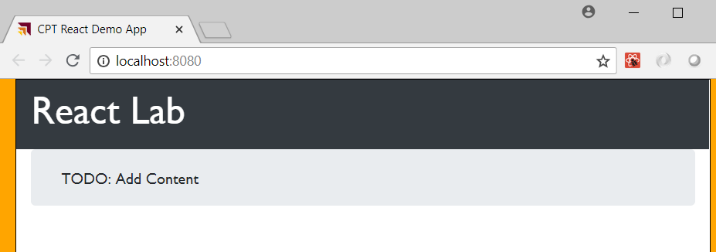 CPT React Demo App
localhost:8080
React Lab
TODO: Add Content